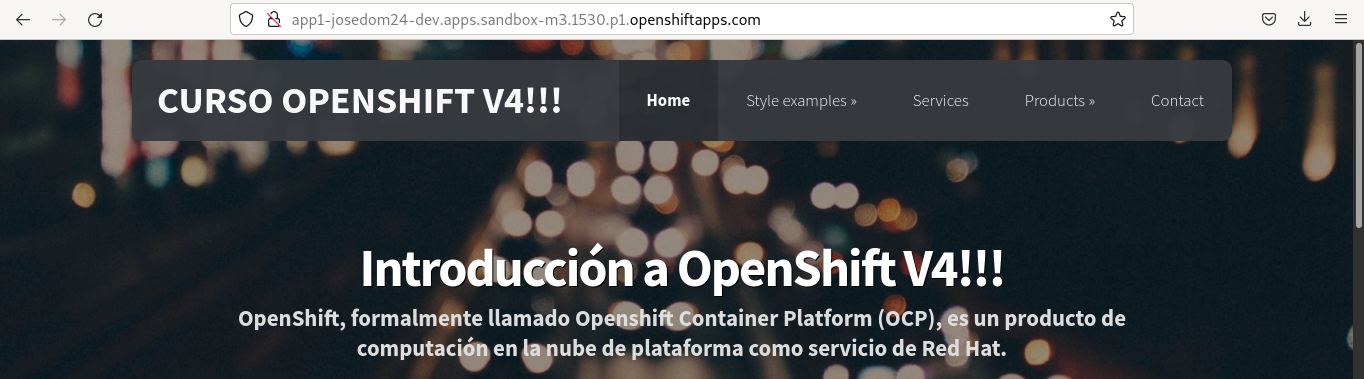 app1-josedom24-dev.apps.sandbox-m3.1530.p1.openshiftapps.com
CURSO OPENSHIFT V4!!!
Home
Style examples »
Services
Products »
Contact
Introducción a OpenShift V4!!!
OpenShift, formalmente llamado Openshift Container Platform (OCP), es un producto de
computación en la nube de plataforma como servicio de Red Hat.